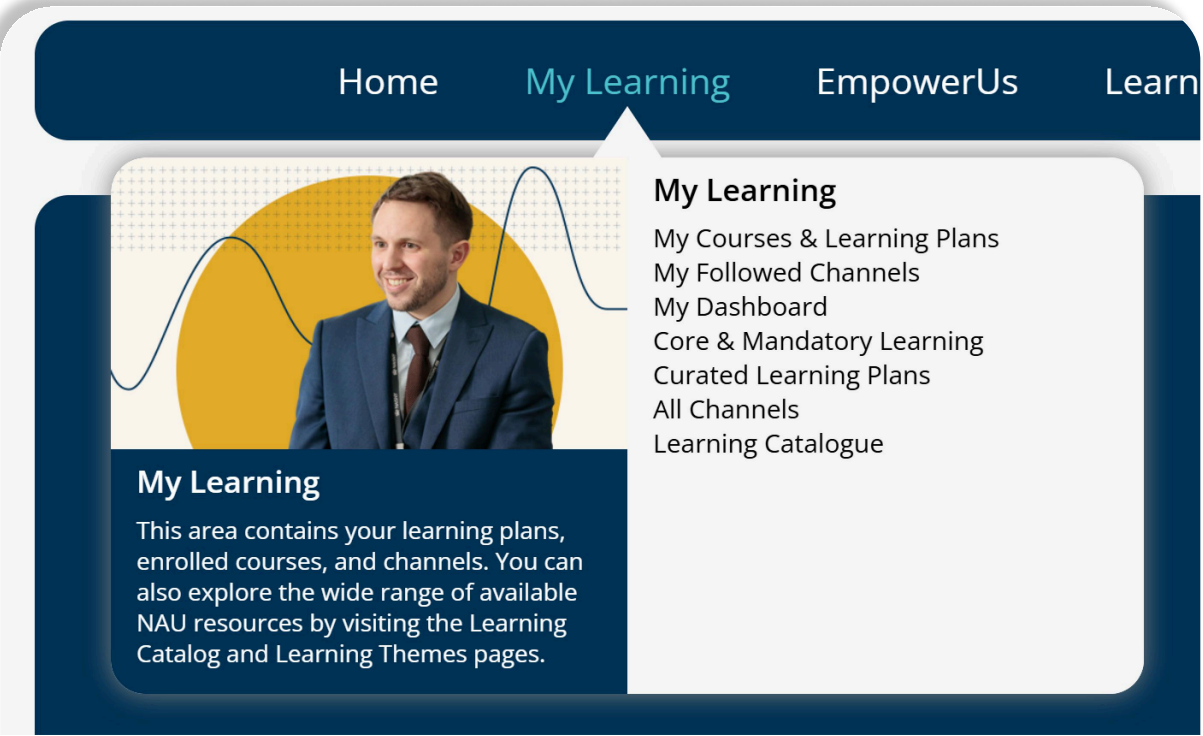 Home My Learning EmpowerUs Learn
My Learning
My Courses & Learning Plans
My Followed Channels
My Dashboard
Core & Mandatory Learning
Curated Learning Plans
All Channels
Learning Catalogue
My Learning
This area contains your learning plans,
enrolled courses, and channels. You can
also explore the wide range of available
NAU resources by visiting the Learning
Catalog and Learning Themes pages.